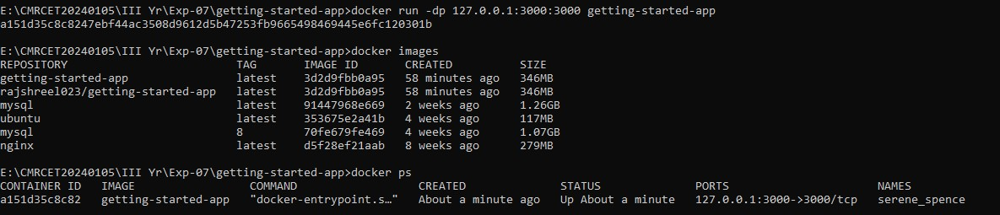 E:\CMRCET20240105\III Yr\Exp-07\getting-started-app>docker run -dp 127.0.0.1:3000:3000 getting-started-app
a151d35c8c8247ebf44ac3508d9612d5b47253fb9665498469445e6fc120301b
E:\CMRCET20240105\III Yr\Exp-07\getting-started-app>docker images
REPOSITORY TAG IMAGE ID CREATED SIZE
getting-started-app latest 3d2d9fbb0a95 58 minutes ago 346MB
rajshreel023/getting-started-app latest 3d2d9fbb0a95 58 minutes ago 346MB
mysql latest 91447968e669 2 weeks ago 1.26GB
ubuntu latest 353675e2a41b 4 weeks ago 117MB
mysql 8 70fe679fe469 4 weeks ago 1.07GB
nginx latest d5f28ef21aab 8 weeks ago 279MB
E:\CMRCET20240105\III Yr\Exp-07\getting-started-app>docker ps
CONTAINER ID IMAGE COMMAND CREATED STATUS PORTS NAMES
a151d35c8c82 getting-started-app "docker-entrypoint.s…" About a minute ago Up About a minute 127.0.0.1:3000->3000/tcp serene_spence